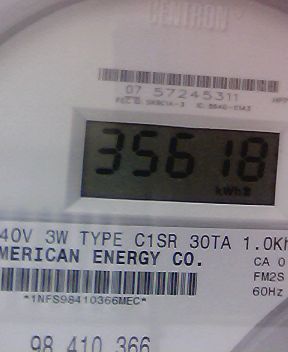 CENTRON
07 57245311
35618
kWh
40V 3W TYPE C1SR 30TA 1.0Kh
MERICAN ENERGY CO.
CA 0
FM2S
60Hz
*1NFS98410366MEC*
98 410 366